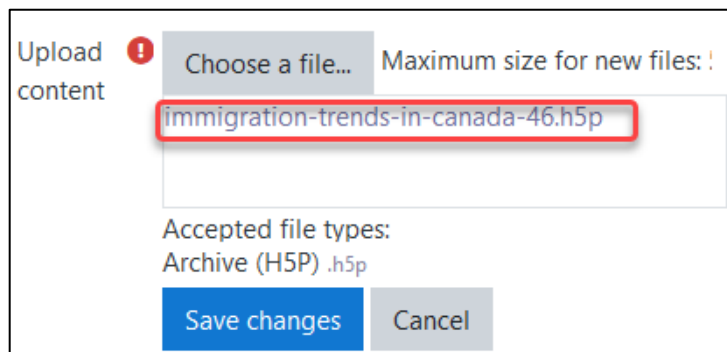 Upload content
Choose a file...
Maximum size for new files:
immigration-trends-in-canada-46.h5p
Accepted file types:
Archive (H5P) .h5p
Save changes
Cancel